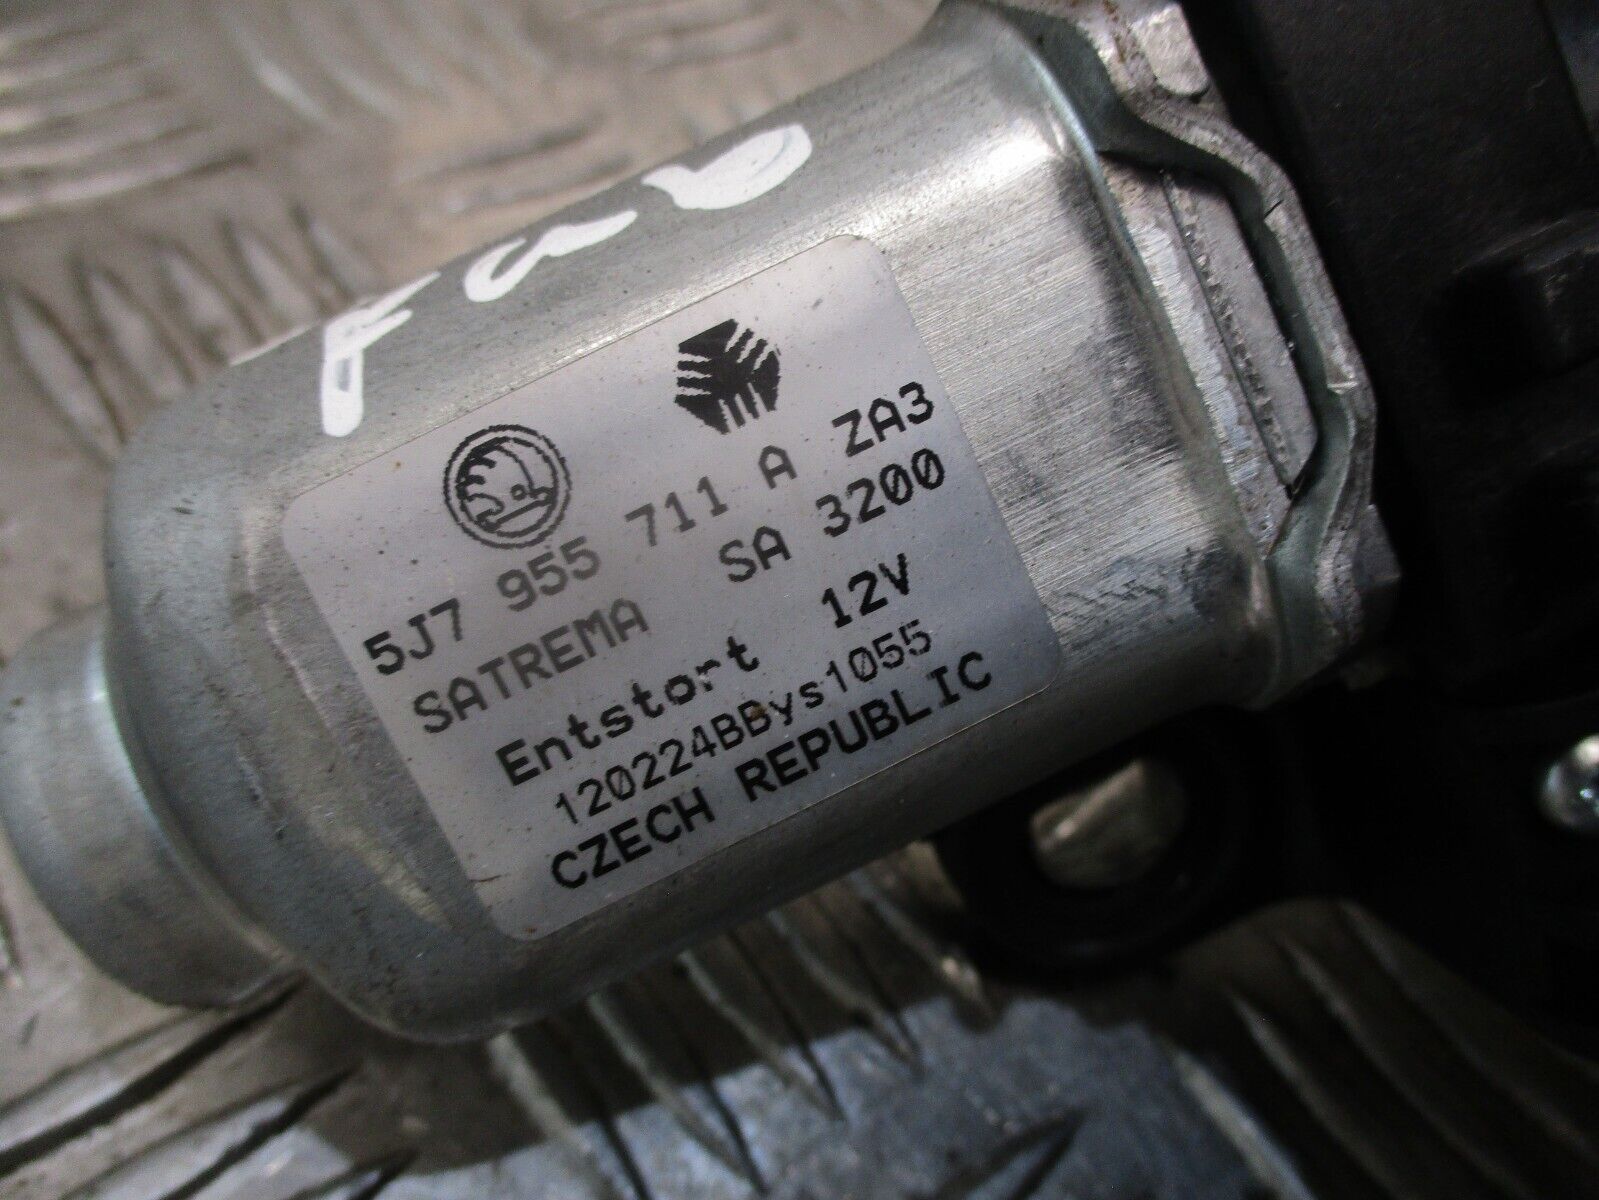 5J7 955 711 A ZA3
SATREMA SA 3200
Entstort 12V
120224BBys1055
CZECH REPUBLIC